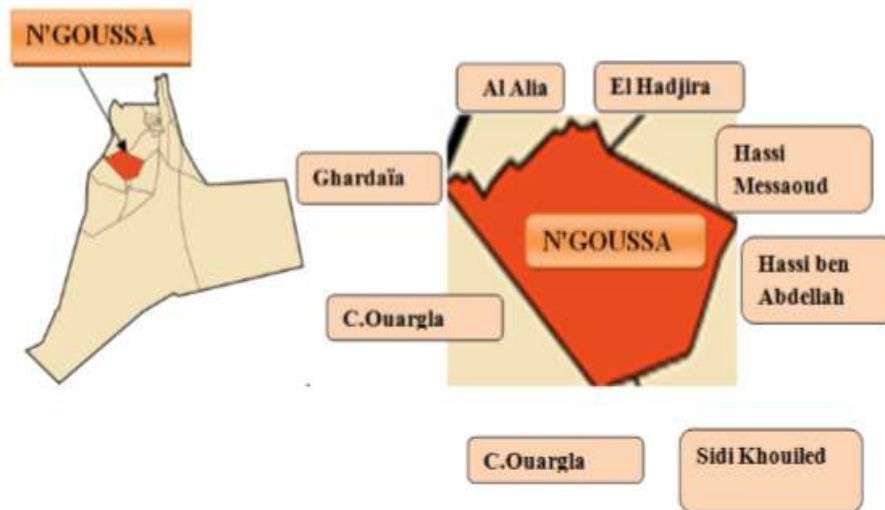 N'GOUSSA
Al Alia
El Hadjira
Ghardaïa
Hassi
Messaoud
N'GOUSSA
Hassi ben
Abdellah
C.Ouargla
C.Ouargla
Sidi Khouiled